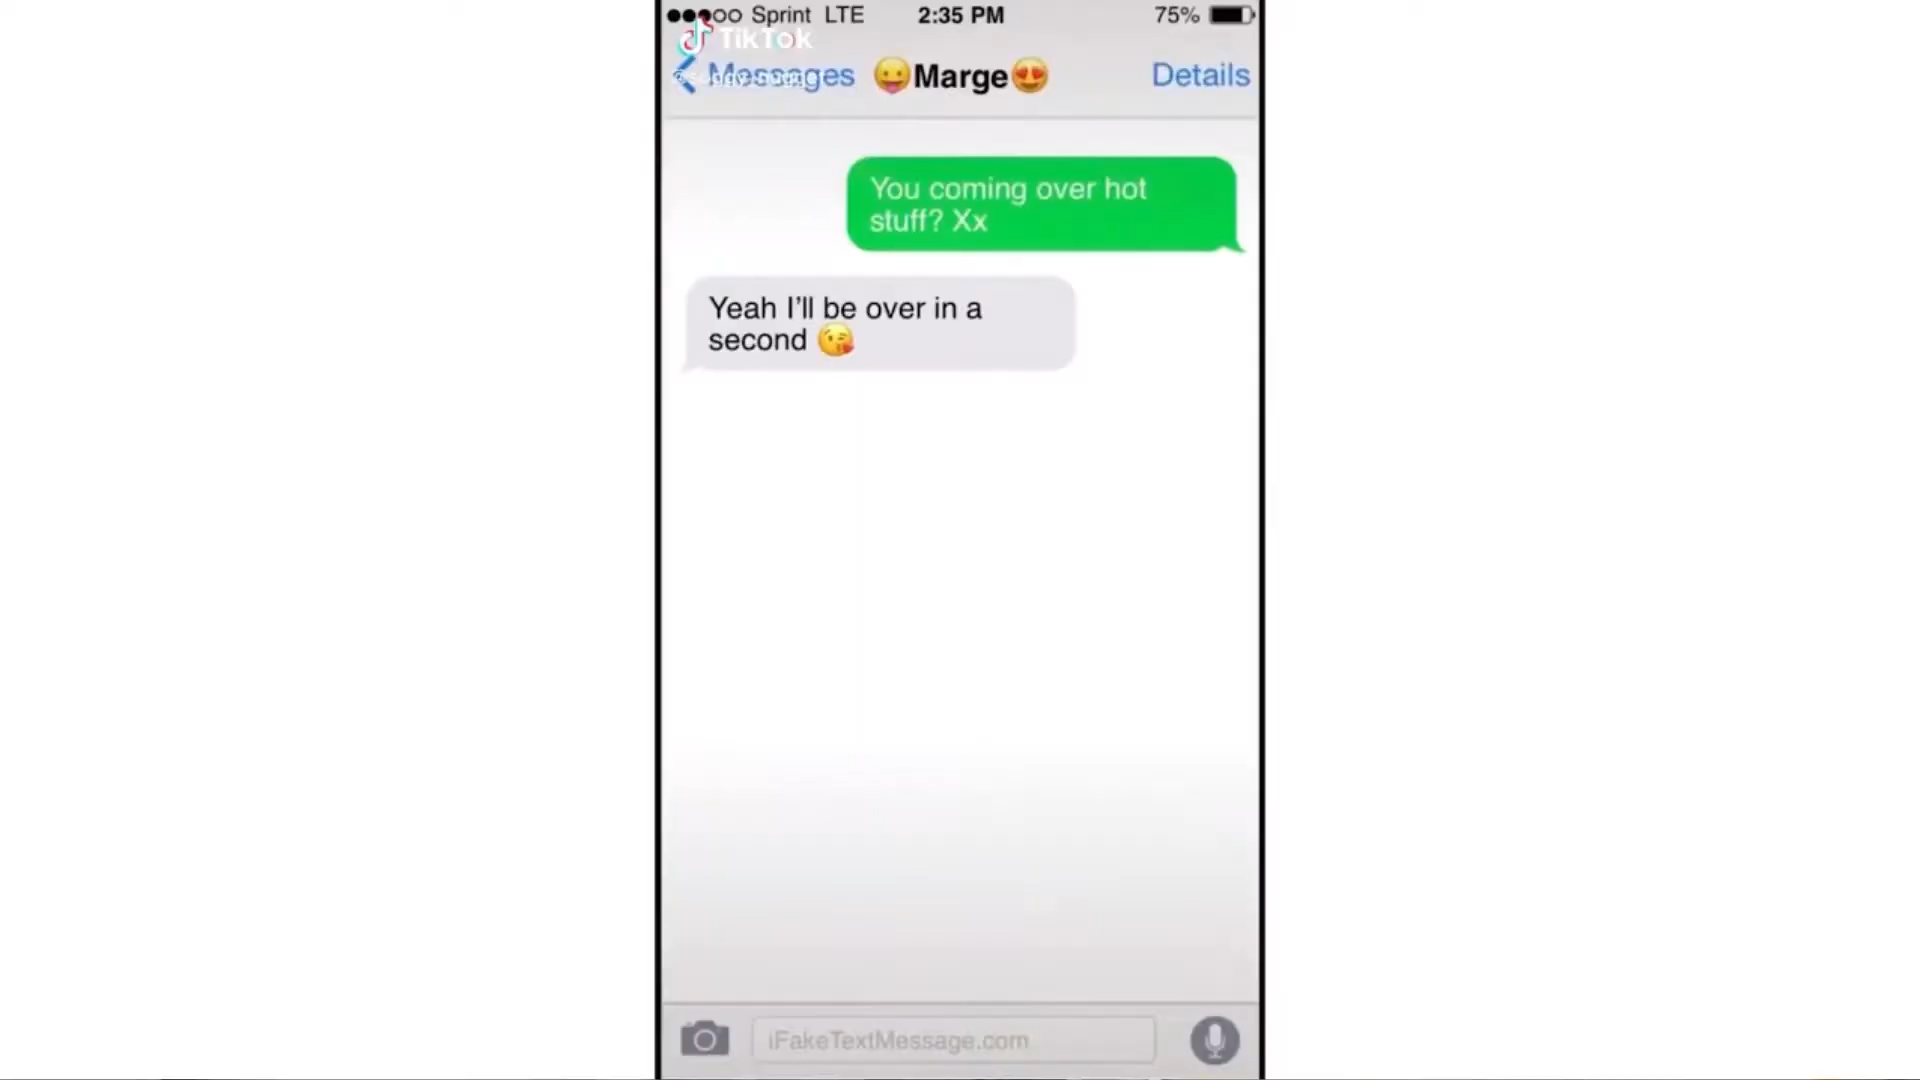 Sprint LTE 2:35 PM 75%
TikTok
Messages 😛Marge😍 Details
You coming over hot
stuff? Xx
Yeah I’ll be over in a
second 😘
iFakeTextMessage.com